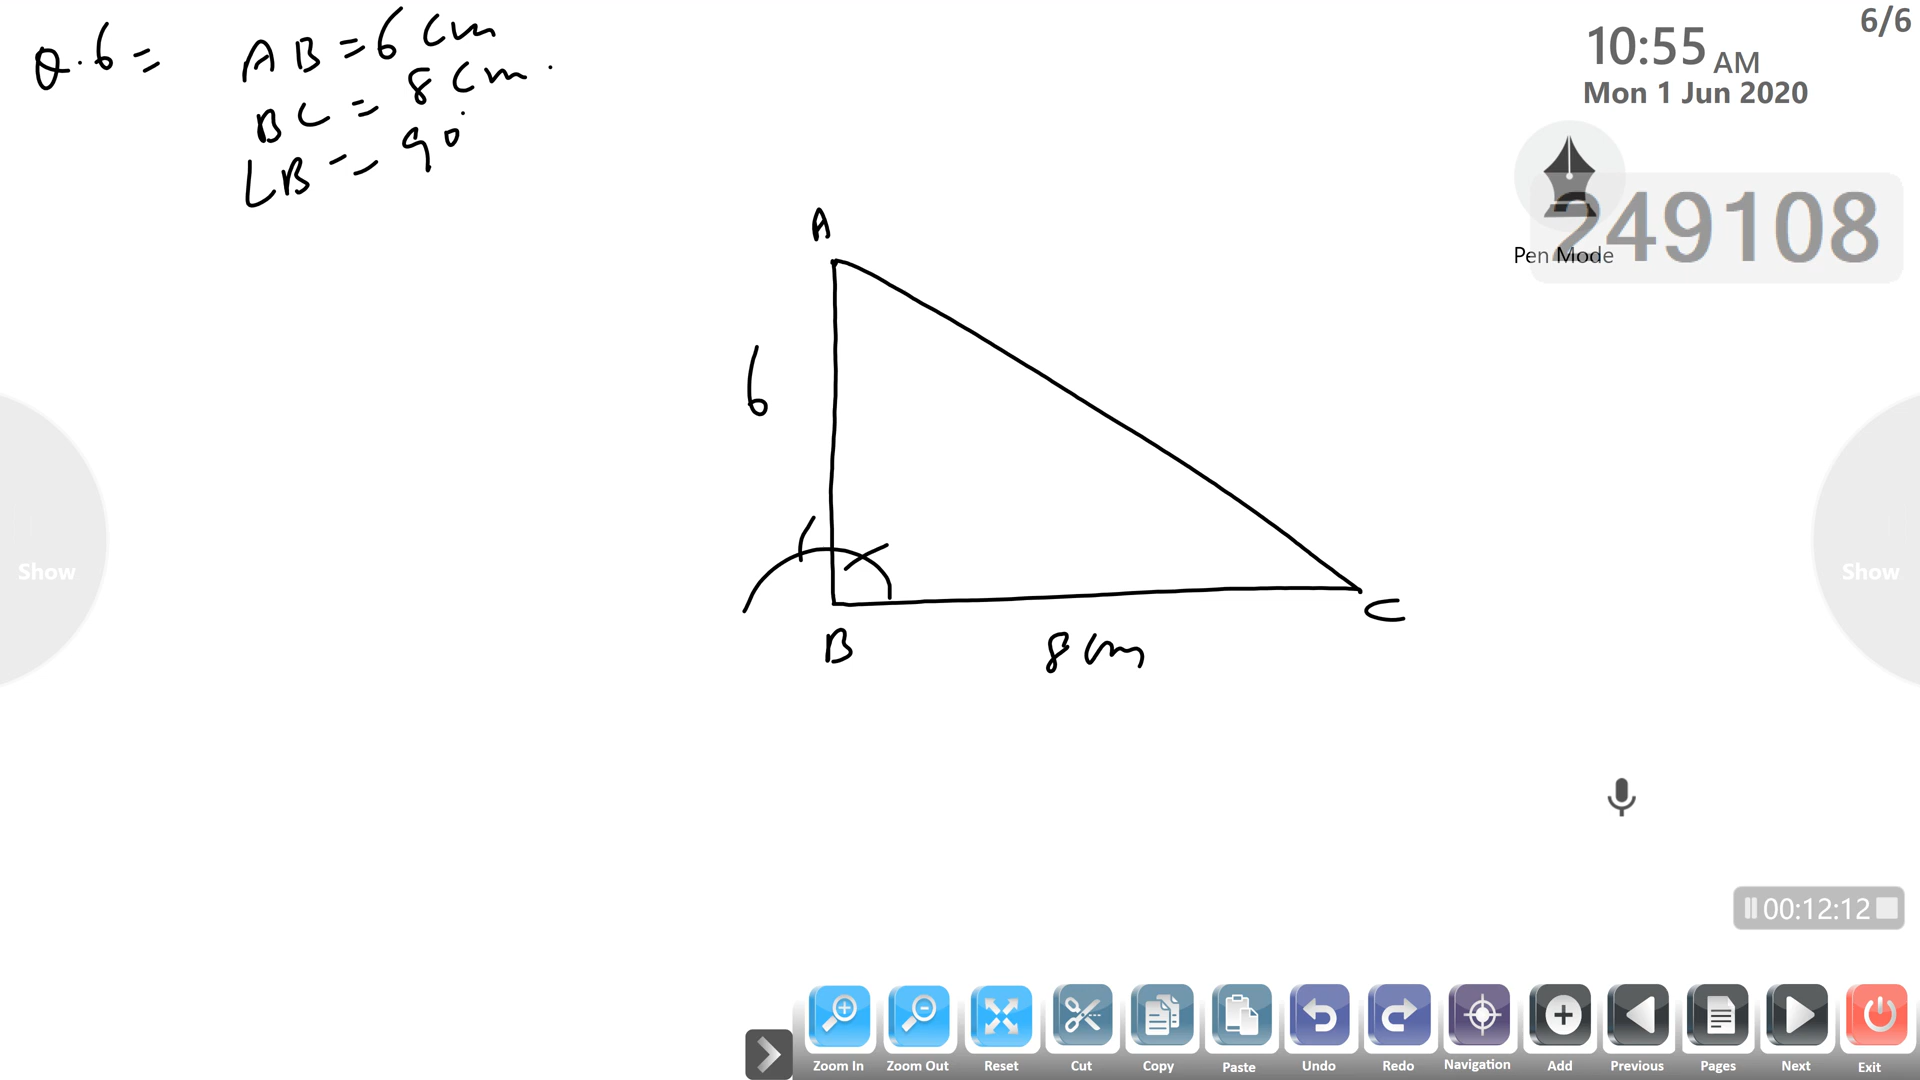 Q.6 =
AB = 6 cm
BC = 8 cm.
∠B = 90°
A
6
B
8 cm
C
6/6
10:55 AM
Mon 1 Jun 2020
249108
Pen Mode
Show
Show
00:12:12
Zoom In
Zoom Out
Reset
Cut
Copy
Paste
Undo
Redo
Navigation
Add
Previous
Pages
Next
Exit